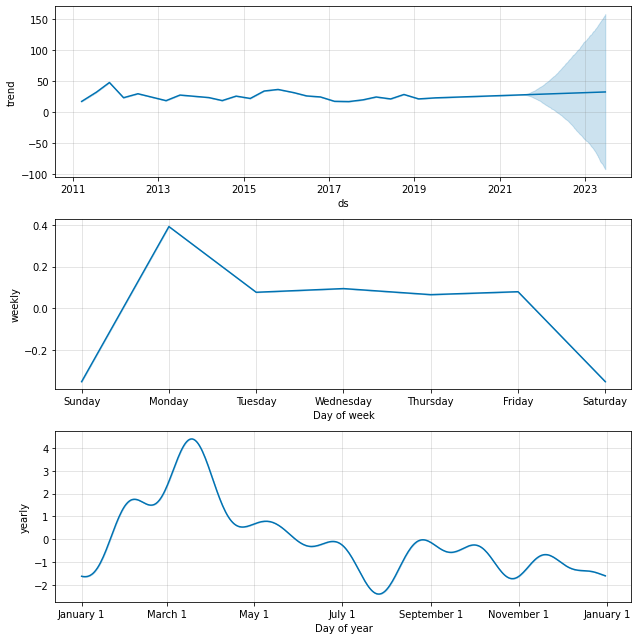 150
100
50
0
−50
−100
trend
2011 2013 2015 2017 2019 2021 2023
ds
0.4
0.2
0.0
−0.2
weekly
Sunday Monday Tuesday Wednesday Thursday Friday Saturday
Day of week
4
3
2
1
0
−1
−2
yearly
January 1 March 1 May 1 July 1 September 1 November 1 January 1
Day of year